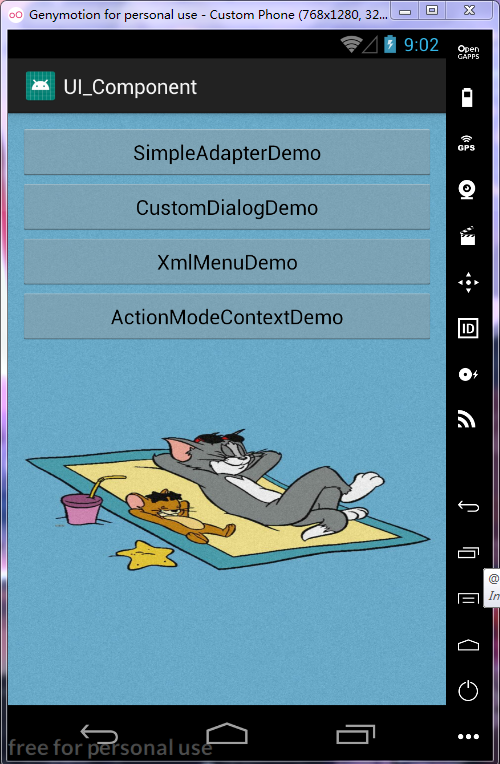 Genymotion for personal use - Custom Phone (768x1280, 32...
9:02
Open
GAPPS
UI_Component
GPS
SimpleAdapterDemo
CustomDialogDemo
XmlMenuDemo
ActionModeContextDemo
ID
@
In
free for personal use